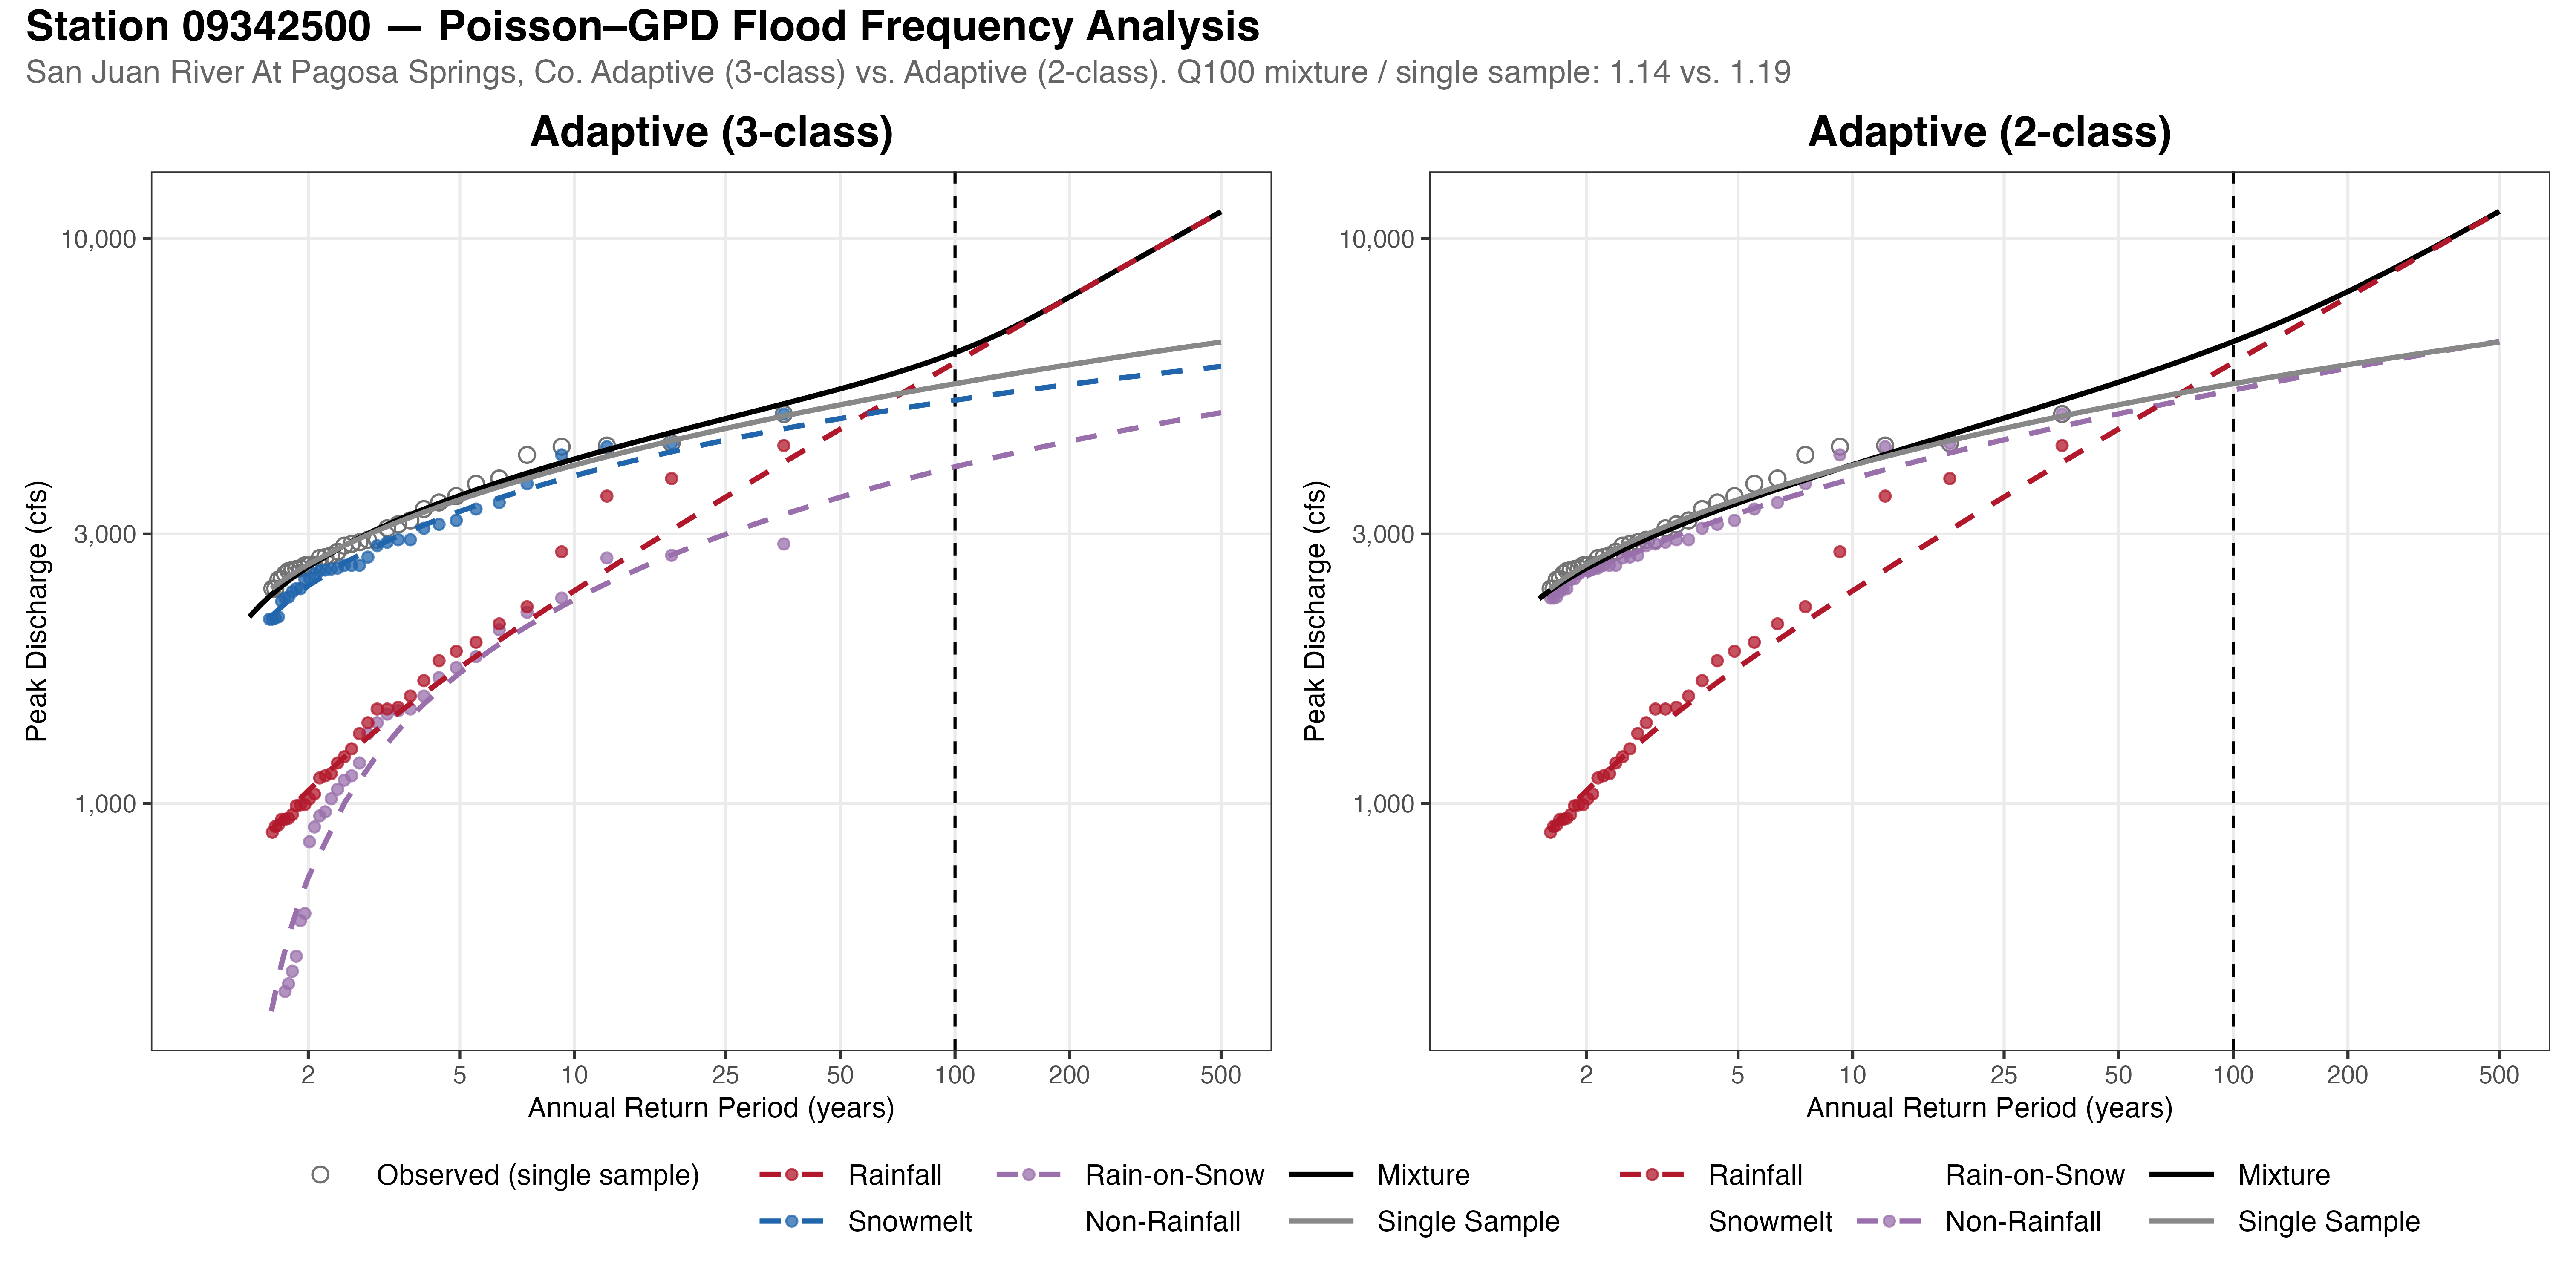 Station 09342500 — Poisson–GPD Flood Frequency Analysis
San Juan River At Pagosa Springs, Co. Adaptive (3-class) vs. Adaptive (2-class). Q100 mixture / single sample: 1.14 vs. 1.19
Adaptive (3-class)
Peak Discharge (cfs)
10,000
3,000
1,000
2 5 10 25 50 100 200 500
Annual Return Period (years)
Adaptive (2-class)
Peak Discharge (cfs)
10,000
3,000
1,000
2 5 10 25 50 100 200 500
Annual Return Period (years)
Observed (single sample) Rainfall Rain-on-Snow Mixture Rainfall Rain-on-Snow Mixture
Snowmelt Non-Rainfall Single Sample Snowmelt Non-Rainfall Single Sample